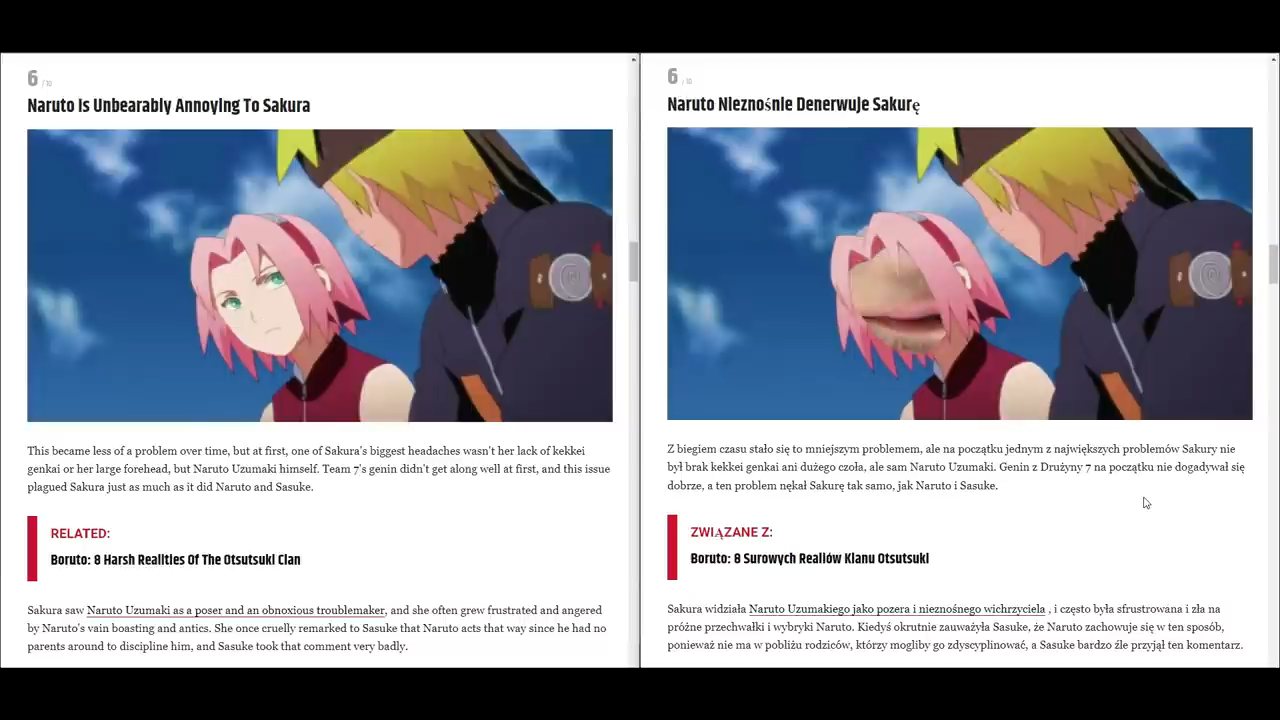 6 / 10
Naruto Is Unbearably Annoying To Sakura
This became less of a problem over time, but at first, one of Sakura's biggest headaches wasn't her lack of kekkei
genkai or her large forehead, but Naruto Uzumaki himself. Team 7's genin didn't get along well at first, and this issue
plagued Sakura just as much as it did Naruto and Sasuke.
RELATED:
Boruto: 8 Harsh Realities Of The Otsutsuki Clan
Sakura saw Naruto Uzumaki as a poser and an obnoxious troublemaker, and she often grew frustrated and angered
by Naruto's vain boasting and antics. She once cruelly remarked to Sasuke that Naruto acts that way since he had no
parents around to discipline him, and Sasuke took that comment very badly.
6 / 10
Naruto Nieznośnie Denerwuje Sakurę
Z biegiem czasu stało się to mniejszym problemem, ale na początku jednym z największych problemów Sakury nie
był brak kekkei genkai ani dużego czoła, ale sam Naruto Uzumaki. Genin z Drużyny 7 na początku nie dogadywał się
dobrze, a ten problem nękał Sakurę tak samo, jak Naruto i Sasuke.
ZWIĄZANE Z:
Boruto: 8 Surowych Realiów Klanu Otsutsuki
Sakura widziała Naruto Uzumakiego jako pozera i nieznośnego wichrzyciela , i często była sfrustrowana i zła na
próżne przechwałki i wybryki Naruto. Kiedyś okrutnie zauważyła Sasuke, że Naruto zachowuje się w ten sposób,
ponieważ nie ma w pobliżu rodziców, którzy mogliby go zdyscyplinować, a Sasuke bardzo źle przyjął ten komentarz.